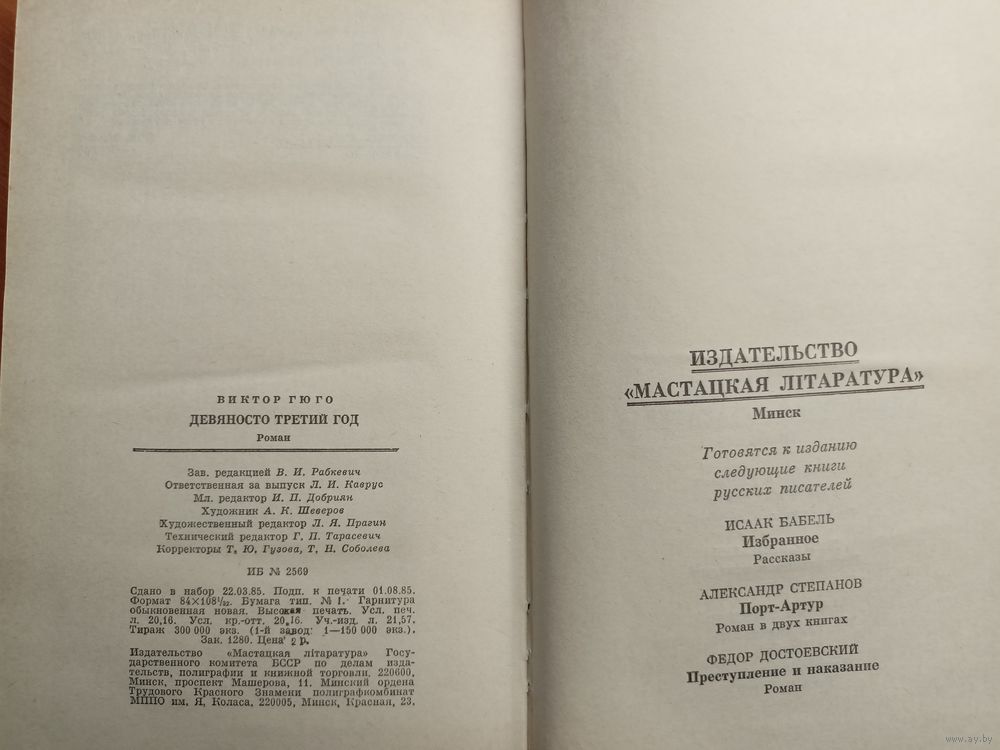 ВИКТОР ГЮГО
ДЕВЯНОСТО ТРЕТИЙ ГОД
Роман
Зав. редакцией В. И. Рабкевич
Ответственная за выпуск Л. И. Каврус
Мл. редактор И. П. Добриян
Художник А. К. Шеверов
Художественный редактор Л. Я. Прагин
Технический редактор Г. П. Тарасевич
Корректоры Т. Ю. Гузова, Т. Н. Соболева
ИБ № 2569
Сдано в набор 22.03.85. Подп. к печати 01.08.85.
Формат 84×108¹/₃₂. Бумага тип. № 1. Гарнитура
обыкновенная новая. Высокая печать. Усл. печ.
л. 20,16. Усл. кр.-отт. 20,16. Уч.-изд. л. 21,57.
Тираж 300 000 экз. (1-й завод: 1—150 000 экз.).
Зак. 1280. Цена 2 р.
Издательство «Мастацкая літаратура» Госу-
дарственного комитета БССР по делам изда-
тельств, полиграфии и книжной торговли. 220600,
Минск, проспект Машерова, 11. Минский ордена
Трудового Красного Знамени полиграфкомбинат
МППО им. Я. Коласа. 220005, Минск, Красная, 23.
ИЗДАТЕЛЬСТВО
«МАСТАЦКАЯ ЛІТАРАТУРА»
Минск
Готовятся к изданию
следующие книги
русских писателей
ИСААК БАБЕЛЬ
Избранное
Рассказы
АЛЕКСАНДР СТЕПАНОВ
Порт-Артур
Роман в двух книгах
ФЕДОР ДОСТОЕВСКИЙ
Преступление и наказание
Роман
www.ay.by